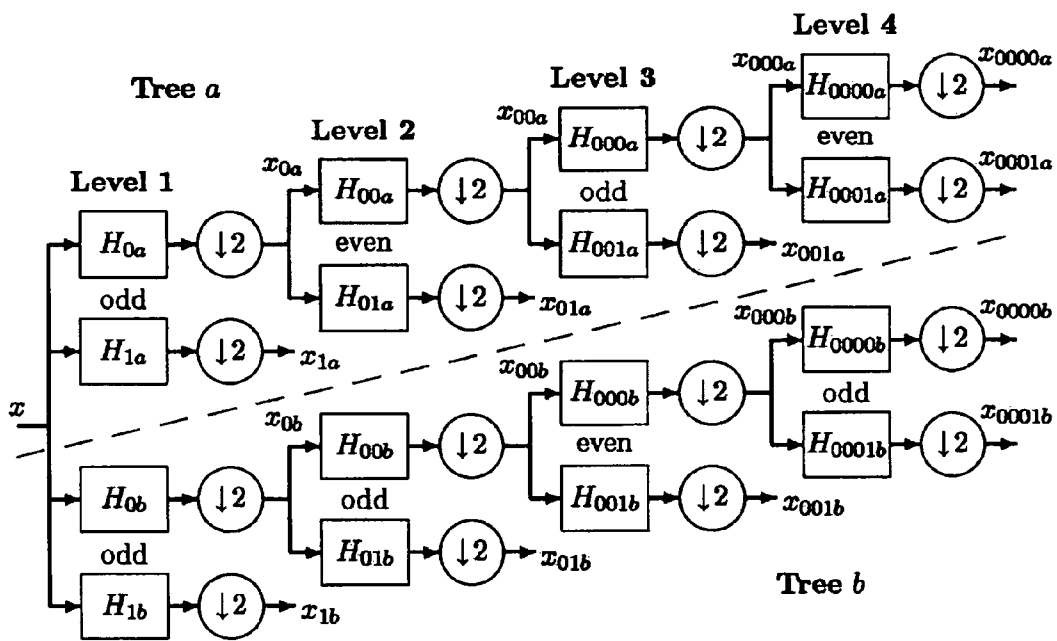 Level 4
x0000a
x000a
H0000a
↓2
Tree a
Level 3
even
x00a
H000a
↓2
x0001a
Level 2
H0001a
↓2
x0a
odd
Level 1
H00a
↓2
H001a
↓2
x001a
H0a
↓2
even
H01a
↓2
x01a
odd
H1a
↓2
x1a
x0000b
x000b
H0000b
↓2
x00b
H000b
↓2
odd
x
x0b
x0001b
H00b
↓2
even
H0001b
↓2
H0b
↓2
odd
H001b
↓2
x001b
odd
H01b
↓2
x01b
Tree b
H1b
↓2
x1b